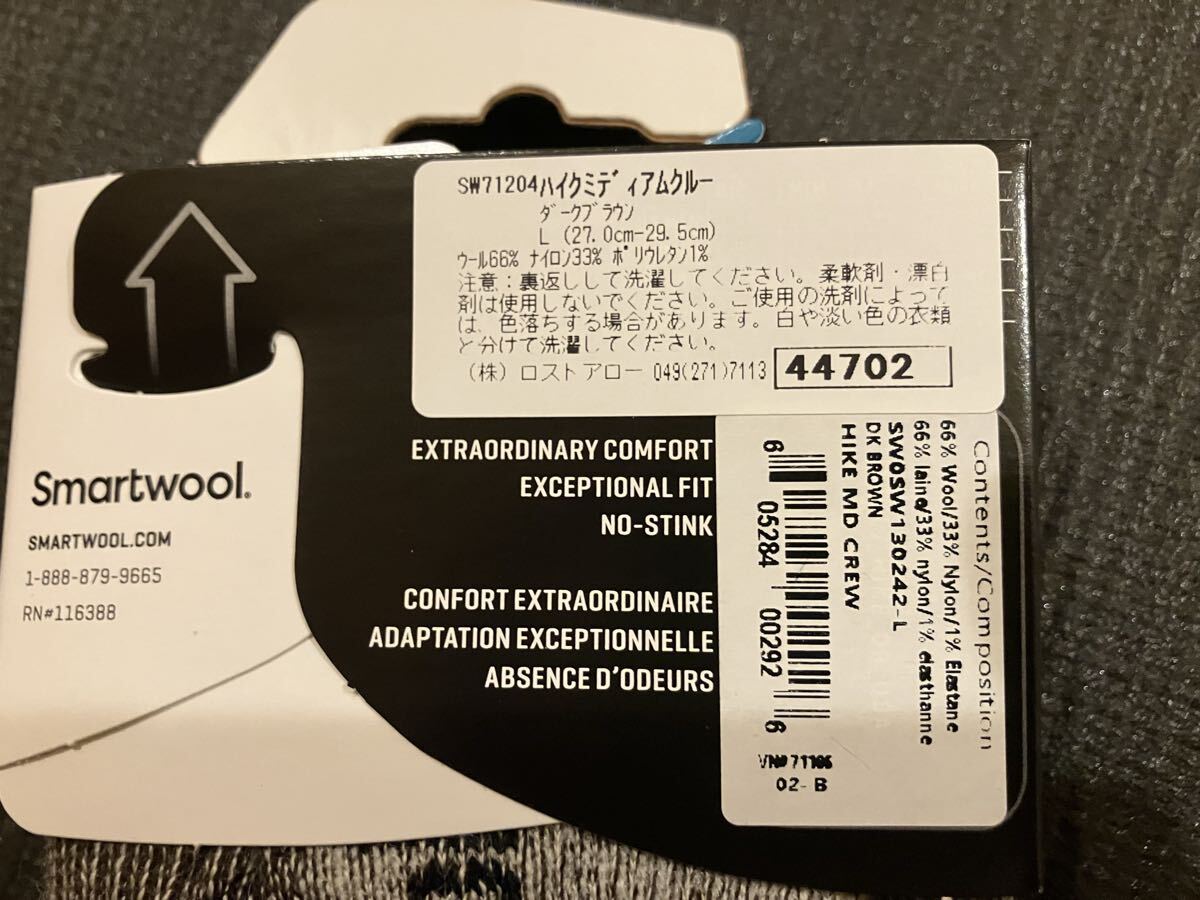 SW71204ハイクミディアムクルー
ダークブラウン
L (27.0cm-29.5cm)
ウール66% ナイロン33% ポリウレタン1%
注意：裏返しして洗濯してください。柔軟剤・漂白
剤は使用しないでください。ご使用の洗剤によって
は、色落ちする場合があります。白や淡い色の衣類
と分けて洗濯してください。
(株) ロストアロー 049(271)7113 44702
Smartwool.
SMARTWOOL.COM
1-888-879-9665
RN#116388
EXTRAORDINARY COMFORT
EXCEPTIONAL FIT
NO-STINK
CONFORT EXTRAORDINAIRE
ADAPTATION EXCEPTIONNELLE
ABSENCE D'ODEURS
Contents/Composition
66% Wool/33% Nylon/1% Elastane
66% laine/33% nylon/1% élasthanne
SW0SW130242-L
DK BROWN
HIKE MD CREW
6 05284 00292 6
VN# 71106
02- B